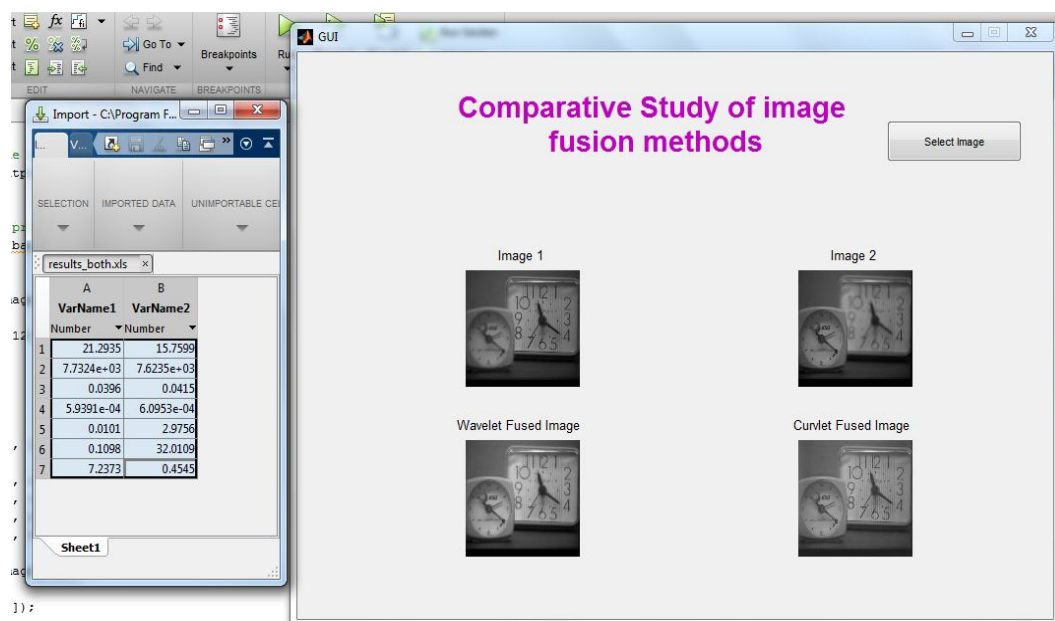 fx
Go To
Find
Breakpoints
Ru
EDIT
NAVIGATE
BREAKPOINTS
Import - C:\Program F...
I...
V...
SELECTION
IMPORTED DATA
UNIMPORTABLE CEI
results_both.xls
A B
VarName1 VarName2
Number Number
1 21.2935 15.7599
2 7.7324e+03 7.6235e+03
3 0.0396 0.0415
4 5.9391e-04 6.0953e-04
5 0.0101 2.9756
6 0.1098 32.0109
7 7.2373 0.4545
Sheet1
]);
GUI
Comparative Study of image
fusion methods
Select Image
Image 1
Image 2
Wavelet Fused Image
Curvlet Fused Image